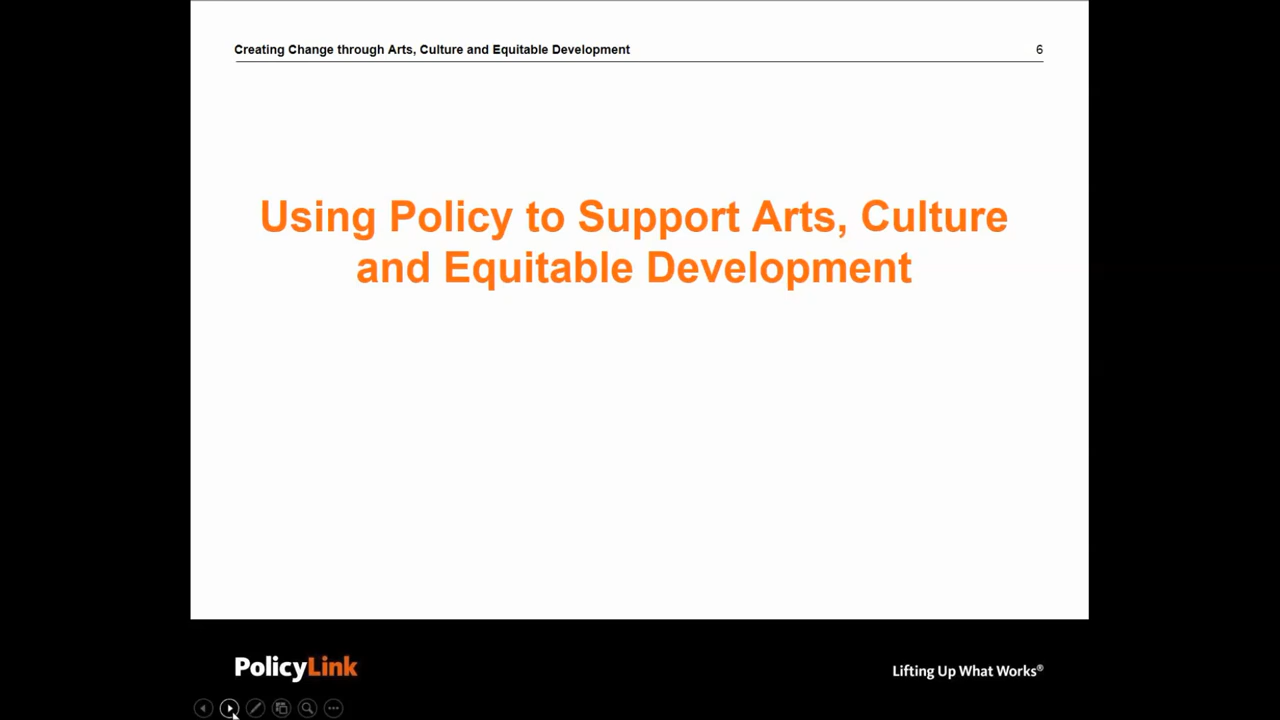 Creating Change through Arts, Culture and Equitable Development 6
Using Policy to Support Arts, Culture
and Equitable Development
PolicyLink
Lifting Up What Works®